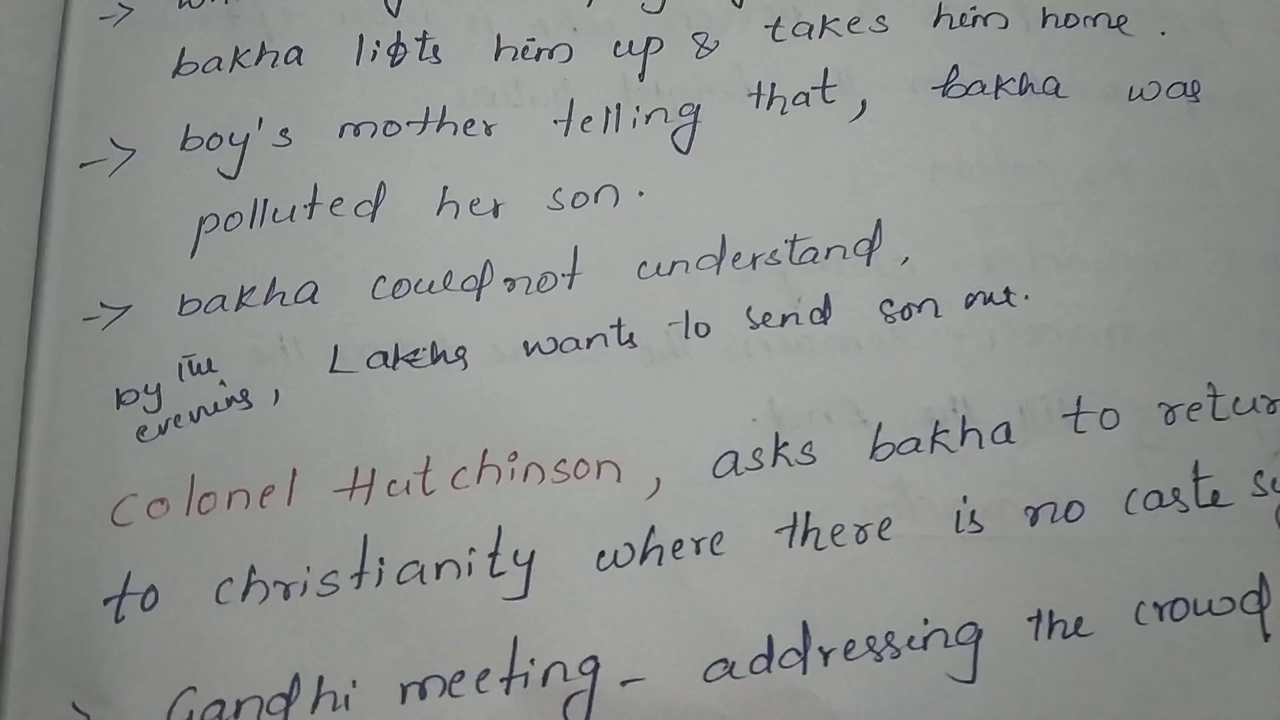 ->
bakha lifts him up & takes him home.
-> boy's mother telling that, bakha was
polluted her son.
-> bakha could not understand,
by the evening, Lakha wants to send son out.
Colonel Hutchinson, asks bakha to retur
to christianity where there is no caste
Gandhi meeting - addressing the crowd